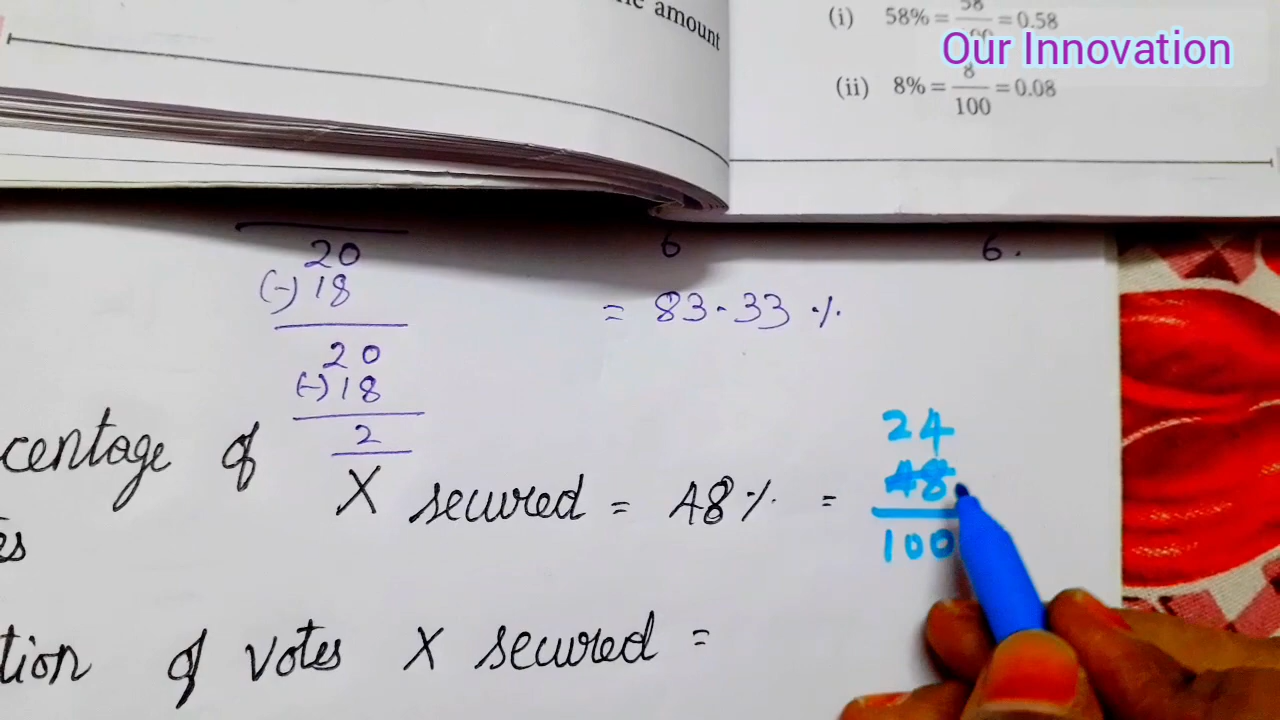 Our Innovation
amount
(i) 58% = 58 = 0.58
(ii) 8% = 8/100 = 0.08
20
(-) 18
20
(-) 18
2
6
6.
= 83.33 %
centage of X secured = 48% = 24
48
100
es
tion of votes X secured =